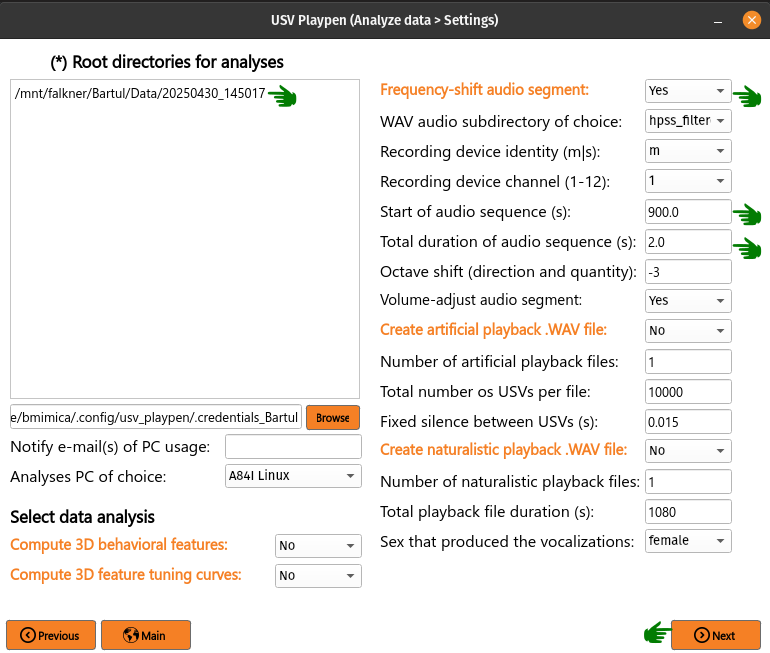 USV Playpen (Analyze data > Settings)
(*) Root directories for analyses
/mnt/falkner/Bartul/Data/20250430_145017
e/bmimica/.config/usv_playpen/.credentials_Bartul
Browse
Notify e-mail(s) of PC usage:
Analyses PC of choice: A84I Linux
Select data analysis
Compute 3D behavioral features: No
Compute 3D feature tuning curves: No
Frequency-shift audio segment: Yes
WAV audio subdirectory of choice: hpss_filter
Recording device identity (m|s): m
Recording device channel (1-12): 1
Start of audio sequence (s): 900.0
Total duration of audio sequence (s): 2.0
Octave shift (direction and quantity): -3
Volume-adjust audio segment: Yes
Create artificial playback .WAV file: No
Number of artificial playback files: 1
Total number os USVs per file: 10000
Fixed silence between USVs (s): 0.015
Create naturalistic playback .WAV file: No
Number of naturalistic playback files: 1
Total playback file duration (s): 1080
Sex that produced the vocalizations: female
Previous
Main
Next